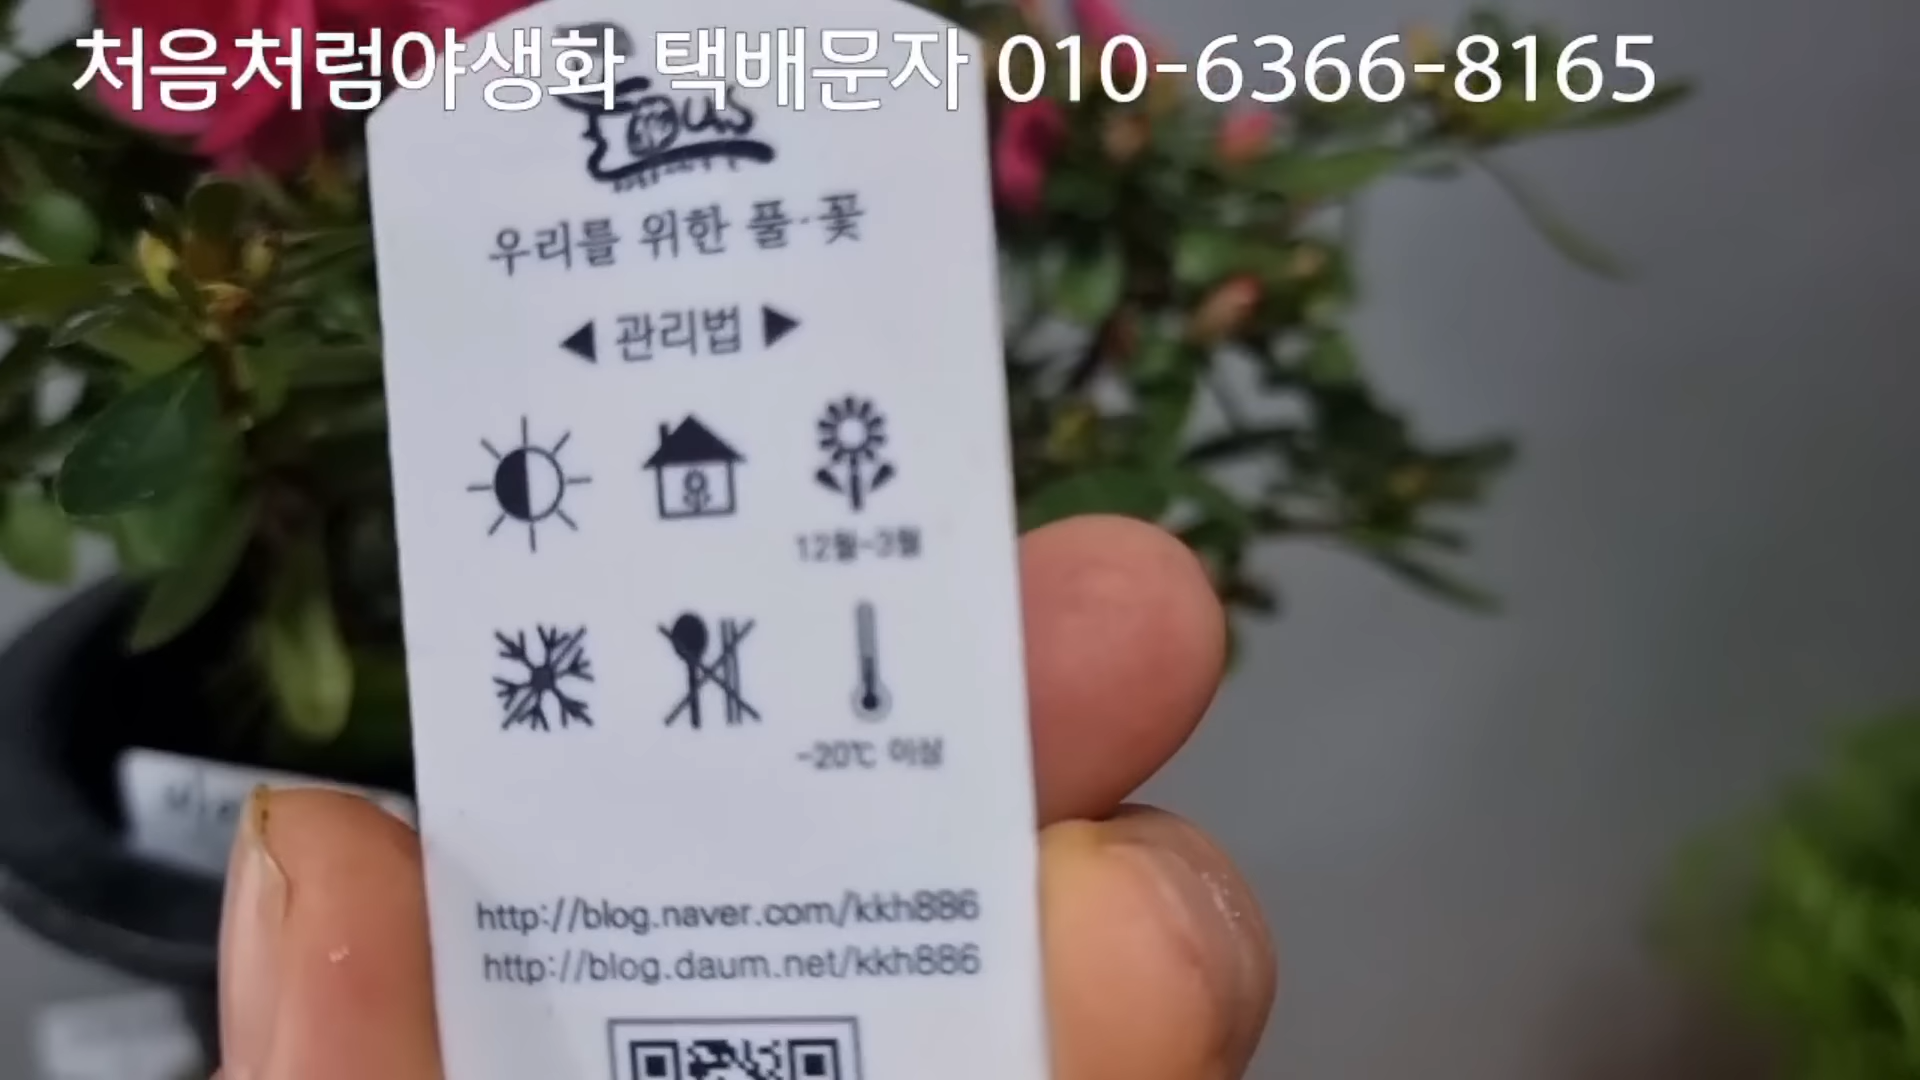 처음처럼야생화 택배문자 010-6366-8165
우리를 위한 풀·꽃
◀ 관리법 ▶
12월-3월
-20℃ 이상
http://blog.naver.com/kkh886
http://blog.daum.net/kkh886